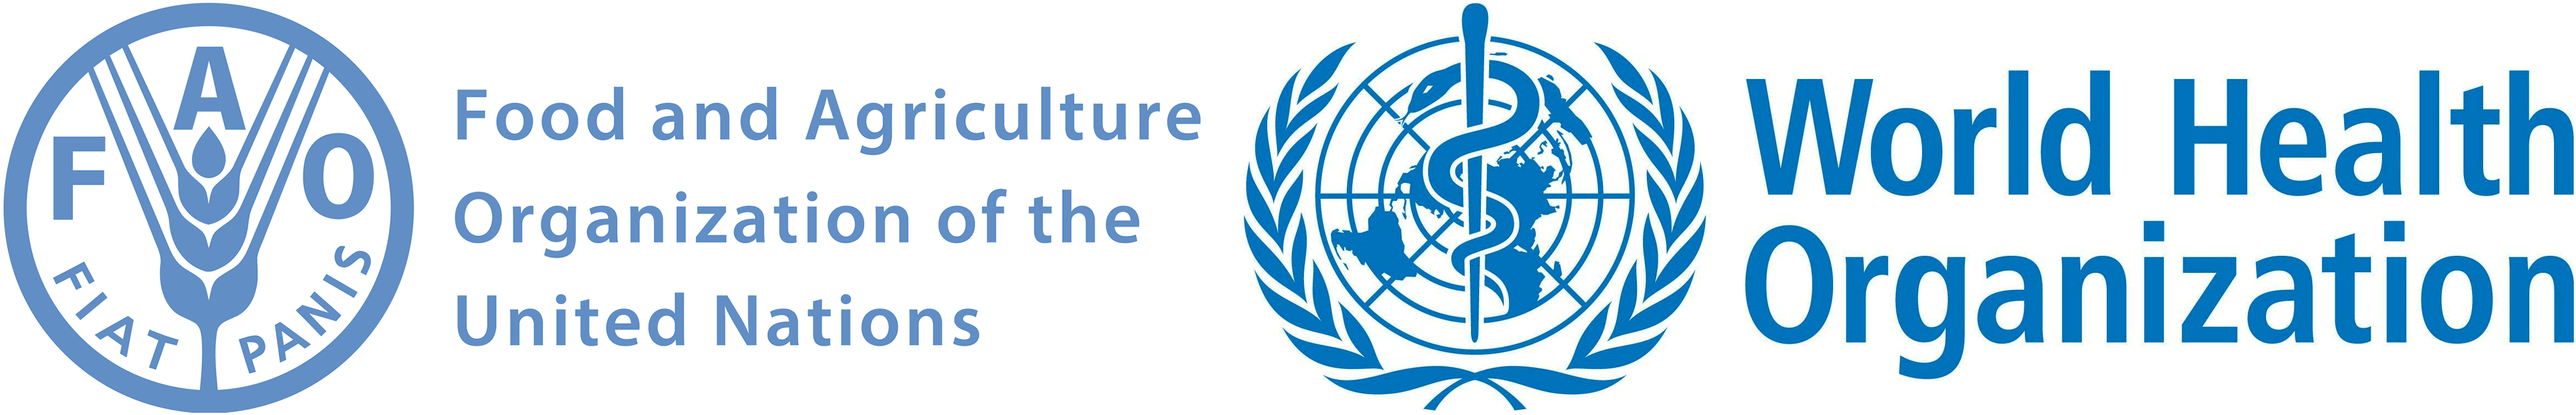 F A O
FIAT PANIS
Food and Agriculture
Organization of the
United Nations
World Health
Organization